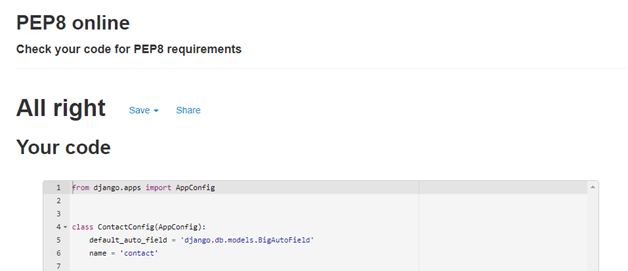 PEP8 online
Check your code for PEP8 requirements
All right Save Share
Your code
1 from django.apps import AppConfig
2
3
4 class ContactConfig(AppConfig):
5     default_auto_field = 'django.db.models.BigAutoField'
6     name = 'contact'
7